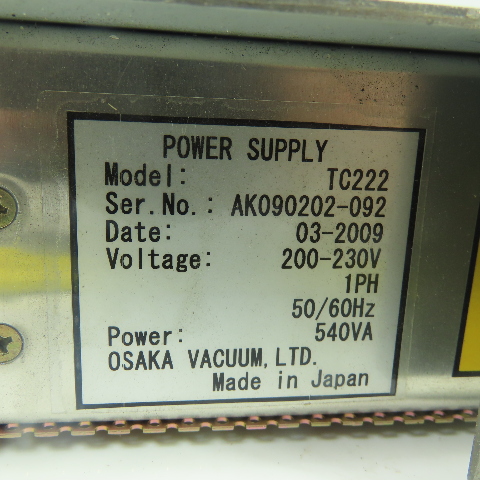 POWER SUPPLY
Model: TC222
Ser.No.: AK090202-092
Date: 03-2009
Voltage: 200-230V
1PH
50/60Hz
Power: 540VA
OSAKA VACUUM, LTD.
Made in Japan